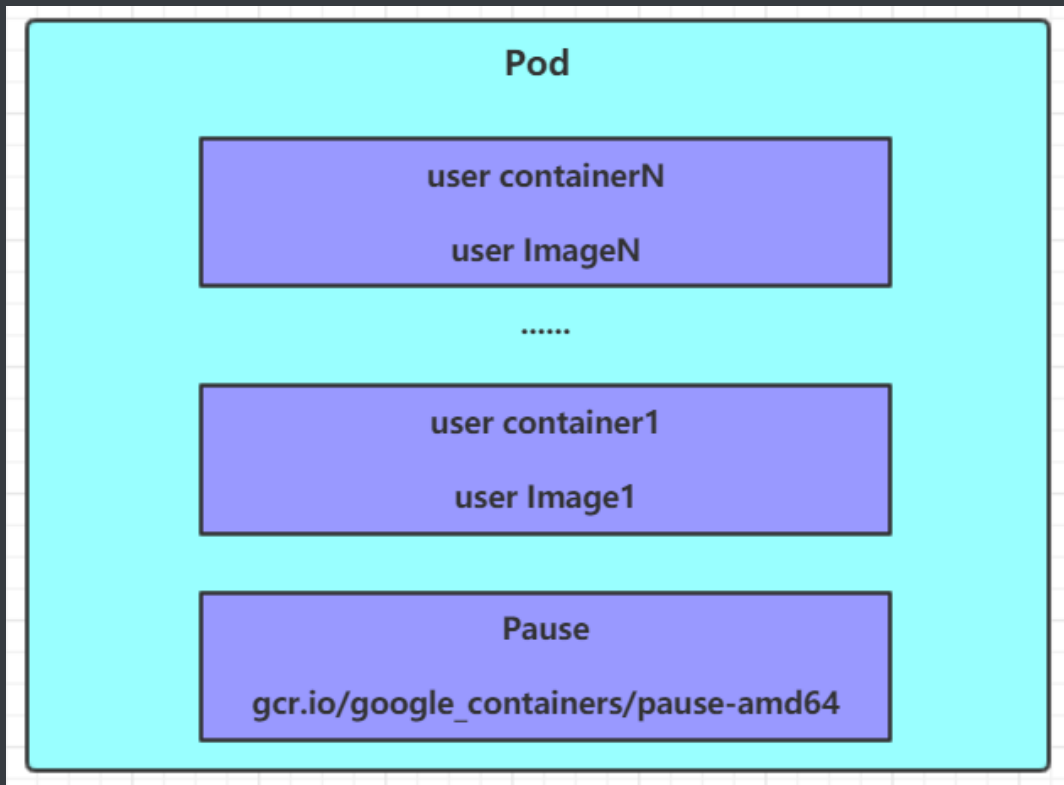 Pod
user containerN
user ImageN
......
user container1
user Image1
Pause
gcr.io/google_containers/pause-amd64